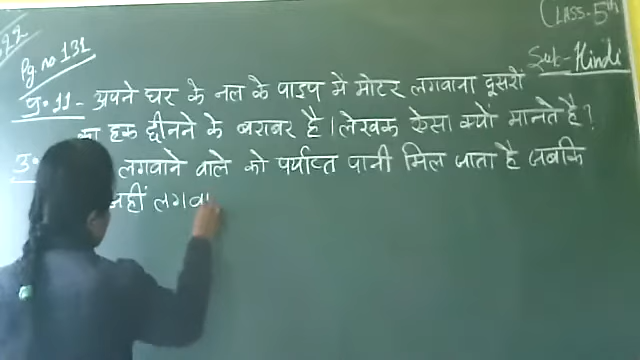 Class-5th
Pg. no. 131
Sub-Hindi
प्र.11- अपने घर के नल के पाइप में मोटर लगवाना दूसरों
का हक छीनने के बराबर है। लेखक ऐसा क्यों मानते है?
उ. लगवाने वाले को पर्याप्त पानी मिल जाता है जबकि
नहीं लगवा